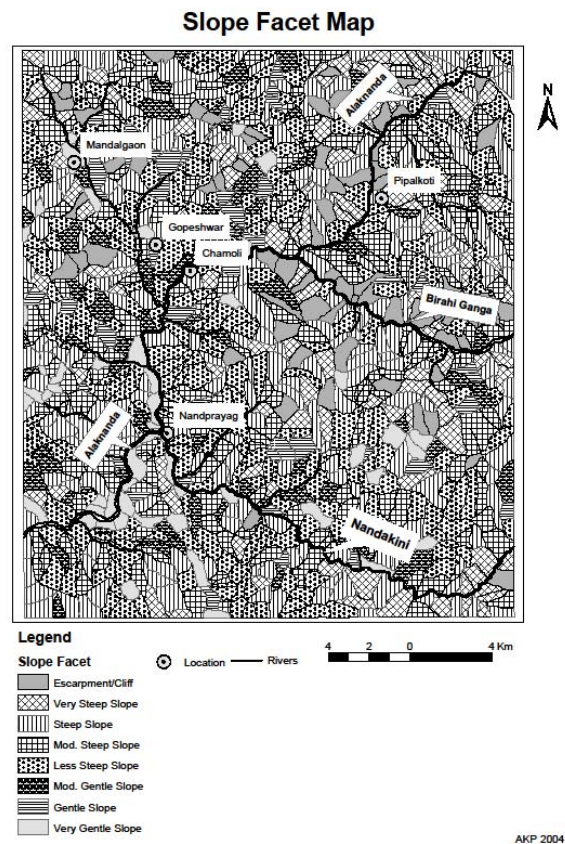 Slope Facet Map
Alaknanda
N
Mandalgaon
Pipalkoti
Gopeshwar
Chamoli
Birahi Ganga
Alaknanda
Nandprayag
Nandakini
Legend
Slope Facet
Location
Rivers
4 2 0 4 Km
Escarpment/Cliff
Very Steep Slope
Steep Slope
Mod. Steep Slope
Less Steep Slope
Mod. Gentle Slope
Gentle Slope
Very Gentle Slope
AKP 2004